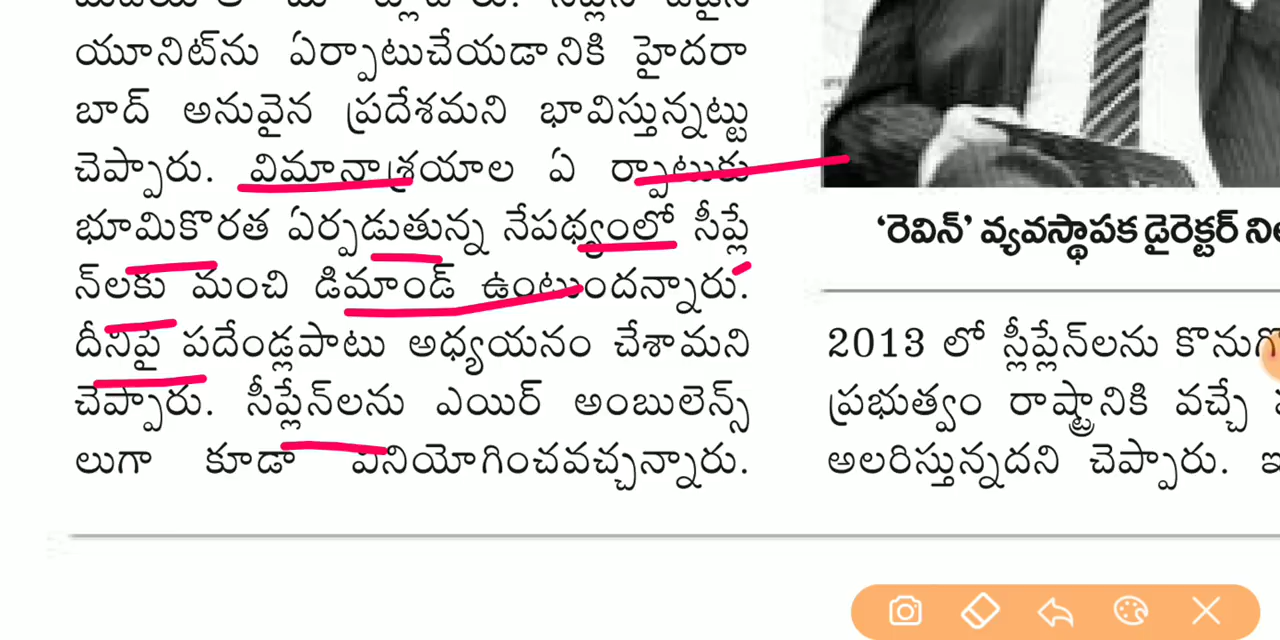 యూనిట్‌ను ఏర్పాటుచేయడానికి హైదరా
బాద్ అనువైన ప్రదేశమని భావిస్తున్నట్టు
చెప్పారు. విమానాశ్రయాల ఏ ర్పాటుకు
భూమికొరత ఏర్పడుతున్న నేపథ్యంలో సీప్లే
న్‌లకు మంచి డిమాండ్ ఉంటుందన్నారు.
దీనిపై పదేండ్లపాటు అధ్యయనం చేశామని
చెప్పారు. సీప్లేన్‌లను ఎయిర్ అంబులెన్స్
లుగా కూడా వినియోగించవచ్చన్నారు.
‘రెవిన్’ వ్యవస్థాపక డైరెక్టర్
2013 లో స్లీప్లేన్‌లను
ప్రభుత్వం రాష్ట్రానికి వచ్చే
అలరిస్తున్నదని చెప్పారు.